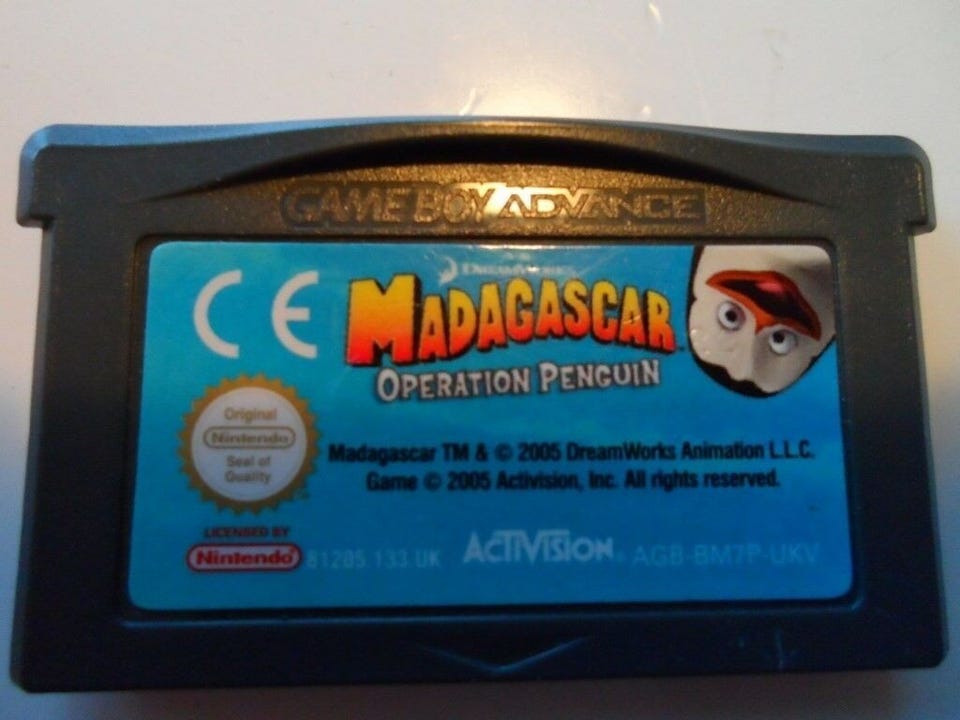 GAME BOY ADVANCE
CE
DREAMWORKS
MADAGASCAR™
OPERATION PENGUIN
Original
Nintendo
Seal of
Quality
Madagascar TM & © 2005 DreamWorks Animation L.L.C.
Game © 2005 Activision, Inc. All rights reserved.
LICENSED BY
Nintendo® 81285.133.UK ACTIVISION® AGB-BM7P-UKV